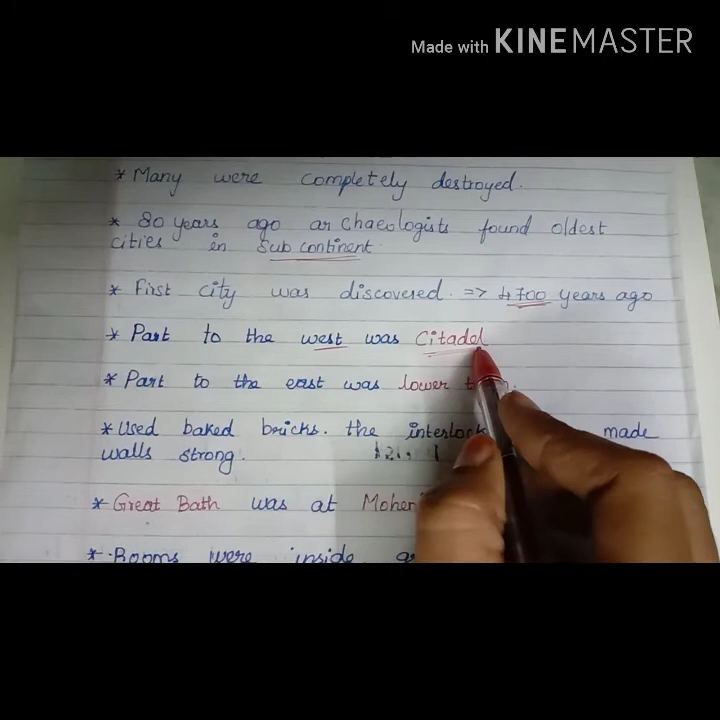 Made with KINEMASTER
* Many were completely destroyed.
* 80 years ago archaeologists found oldest
cities in Sub continent.
* First city was discovered. => 4700 years ago
* Part to the west was Citadel
* Part to the east was lower
* Used baked bricks. the interlock made
walls strong.
* Great Bath was at
* Rooms were inside